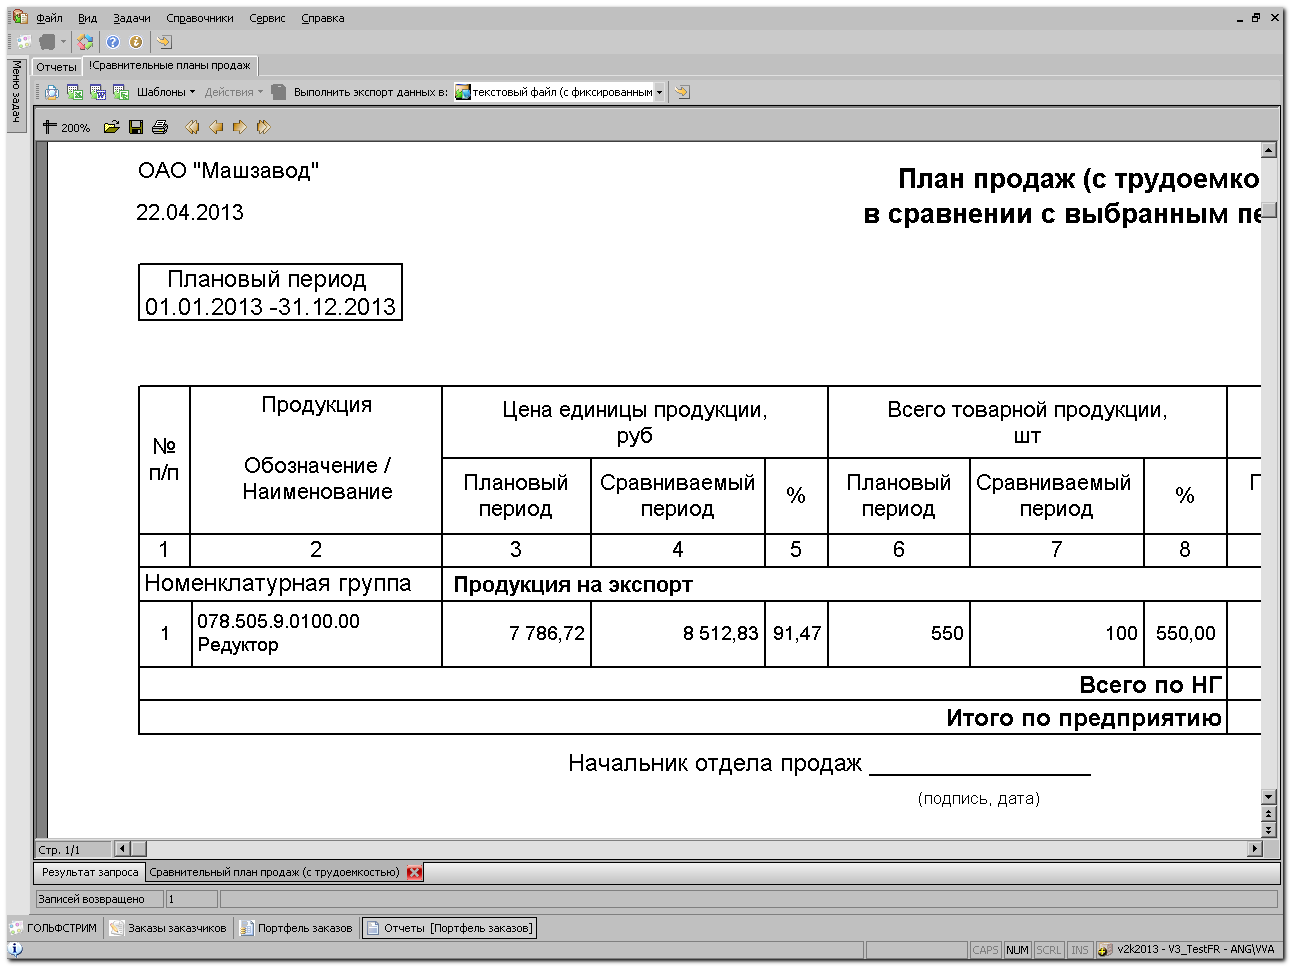 Файл Вид Задачи Справочники Сервис Справка
Меню задач
Отчеты !Сравнительные планы продаж
Шаблоны Действия Выполнить экспорт данных в: текстовый файл (с фиксированным
200%
ОАО "Машзавод"
План продаж (с трудоемко
22.04.2013
в сравнении с выбранным пе
Плановый период
01.01.2013 -31.12.2013
№ п/п
Продукция
Обозначение /
Наименование
Цена единицы продукции,
руб
Всего товарной продукции,
шт
Плановый период
Сравниваемый период
%
Плановый период
Сравниваемый период
%
П
1 2 3 4 5 6 7 8
Номенклатурная группа Продукция на экспорт
1 078.505.9.0100.00 Редуктор 7 786,72 8 512,83 91,47 550 100 550,00
Всего по НГ
Итого по предприятию
Начальник отдела продаж _________________
(подпись, дата)
Стр. 1/1
Результат запроса Сравнительный план продаж (с трудоемкостью)
Записей возвращено 1
ГОЛЬФСТРИМ Заказы заказчиков Портфель заказов Отчеты [Портфель заказов]
CAPS NUM SCRL INS v2k2013 - V3_TestFR - ANG\VVA